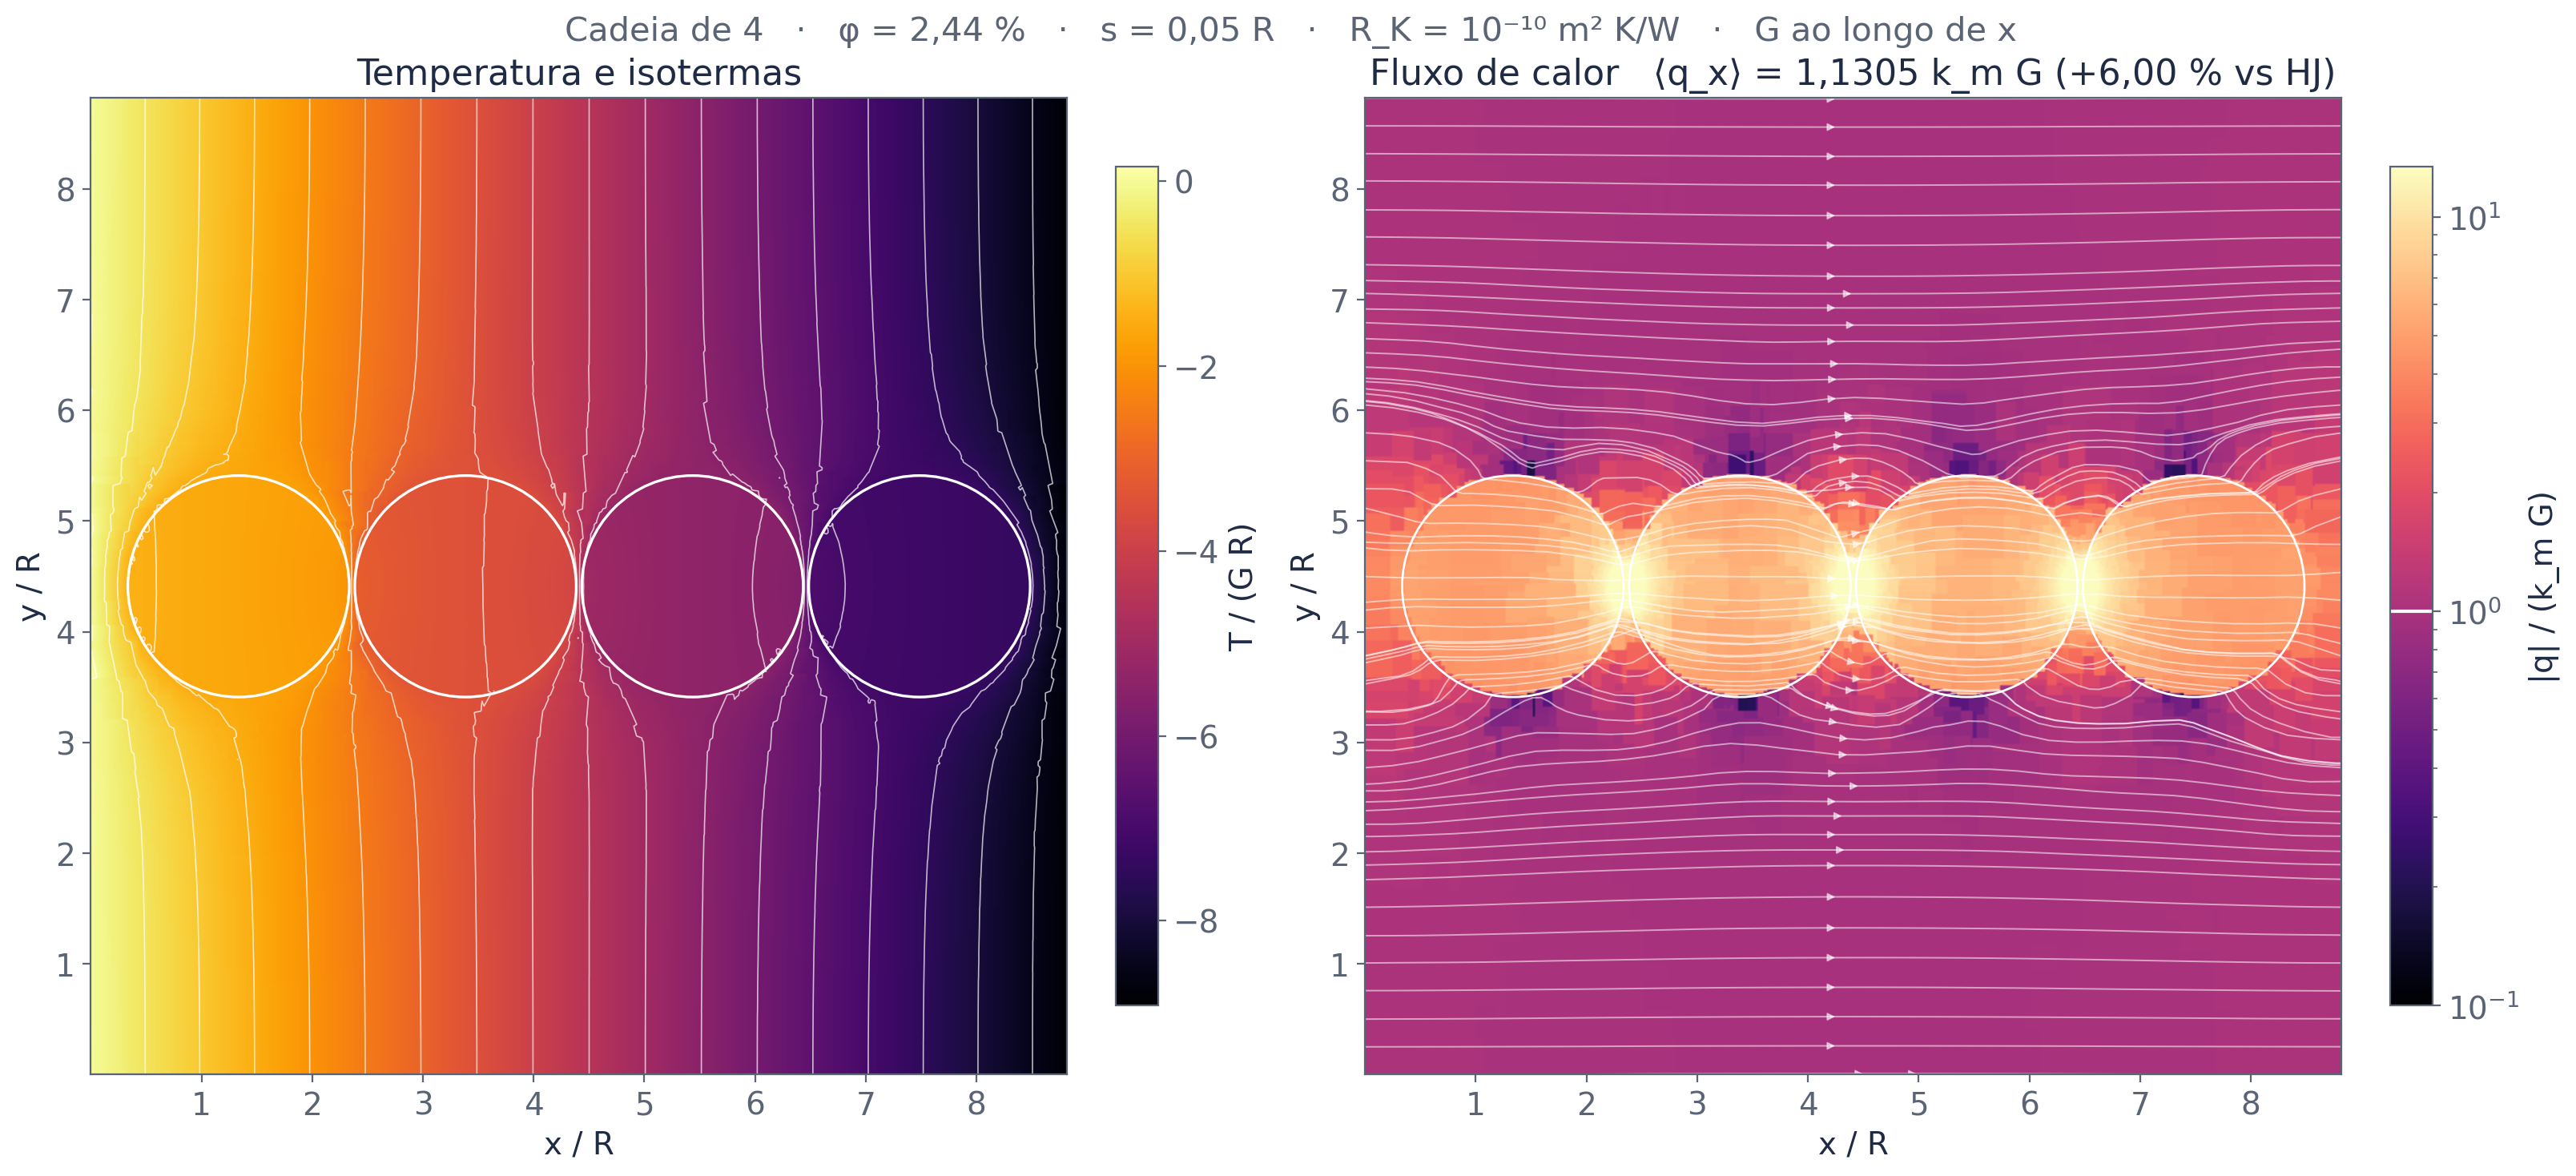 Cadeia de 4 · φ = 2,44 % · s = 0,05 R · R_K = 10⁻¹⁰ m² K/W · G ao longo de x
Temperatura e isotermas
8
7
6
5
4
3
2
1
y / R
1 2 3 4 5 6 7 8
x / R
0
−2
−4
−6
−8
T / (G R)
Fluxo de calor ⟨q_x⟩ = 1,1305 k_m G (+6,00 % vs HJ)
8
7
6
5
4
3
2
1
y / R
1 2 3 4 5 6 7 8
x / R
10¹
10⁰
10⁻¹
|q| / (k_m G)